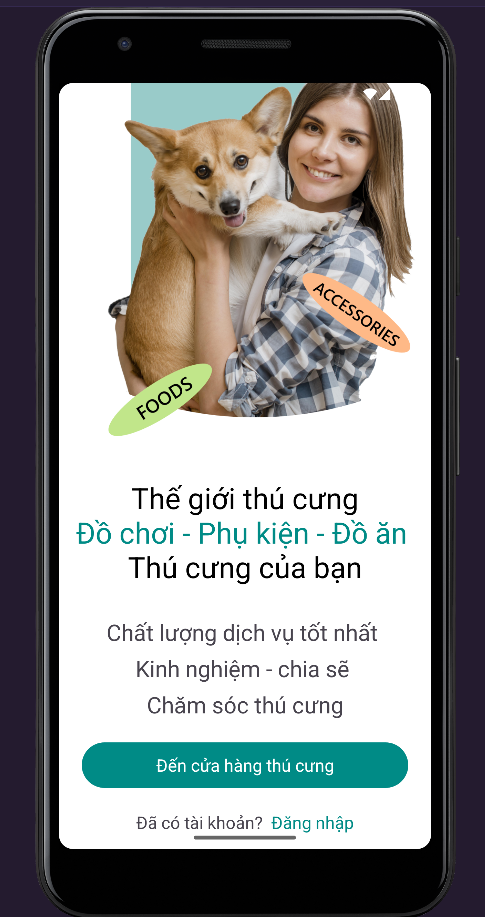 ACCESSORIES
FOODS
Thế giới thú cưng
Đồ chơi - Phụ kiện - Đồ ăn
Thú cưng của bạn
Chất lượng dịch vụ tốt nhất
Kinh nghiệm - chia sẽ
Chăm sóc thú cưng
Đến cửa hàng thú cưng
Đã có tài khoản? Đăng nhập